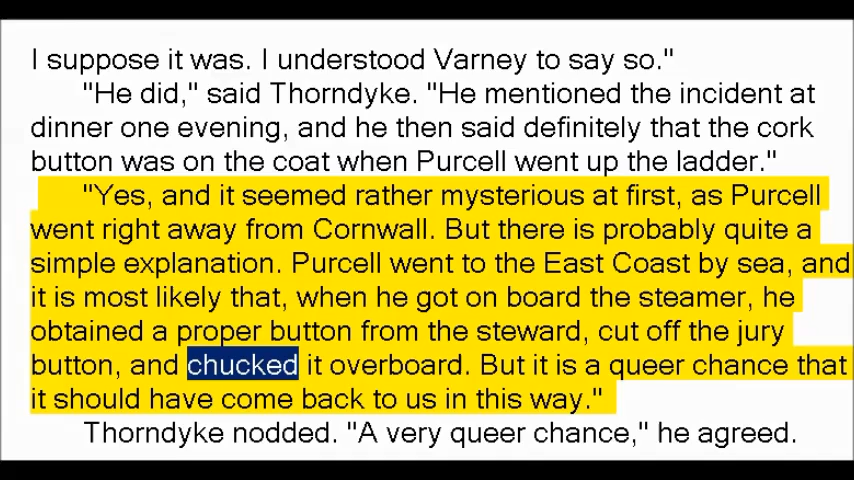 I suppose it was. I understood Varney to say so."
"He did," said Thorndyke. "He mentioned the incident at
dinner one evening, and he then said definitely that the cork
button was on the coat when Purcell went up the ladder."
"Yes, and it seemed rather mysterious at first, as Purcell
went right away from Cornwall. But there is probably quite a
simple explanation. Purcell went to the East Coast by sea, and
it is most likely that, when he got on board the steamer, he
obtained a proper button from the steward, cut off the jury
button, and chucked it overboard. But it is a queer chance that
it should have come back to us in this way."
Thorndyke nodded. "A very queer chance," he agreed.